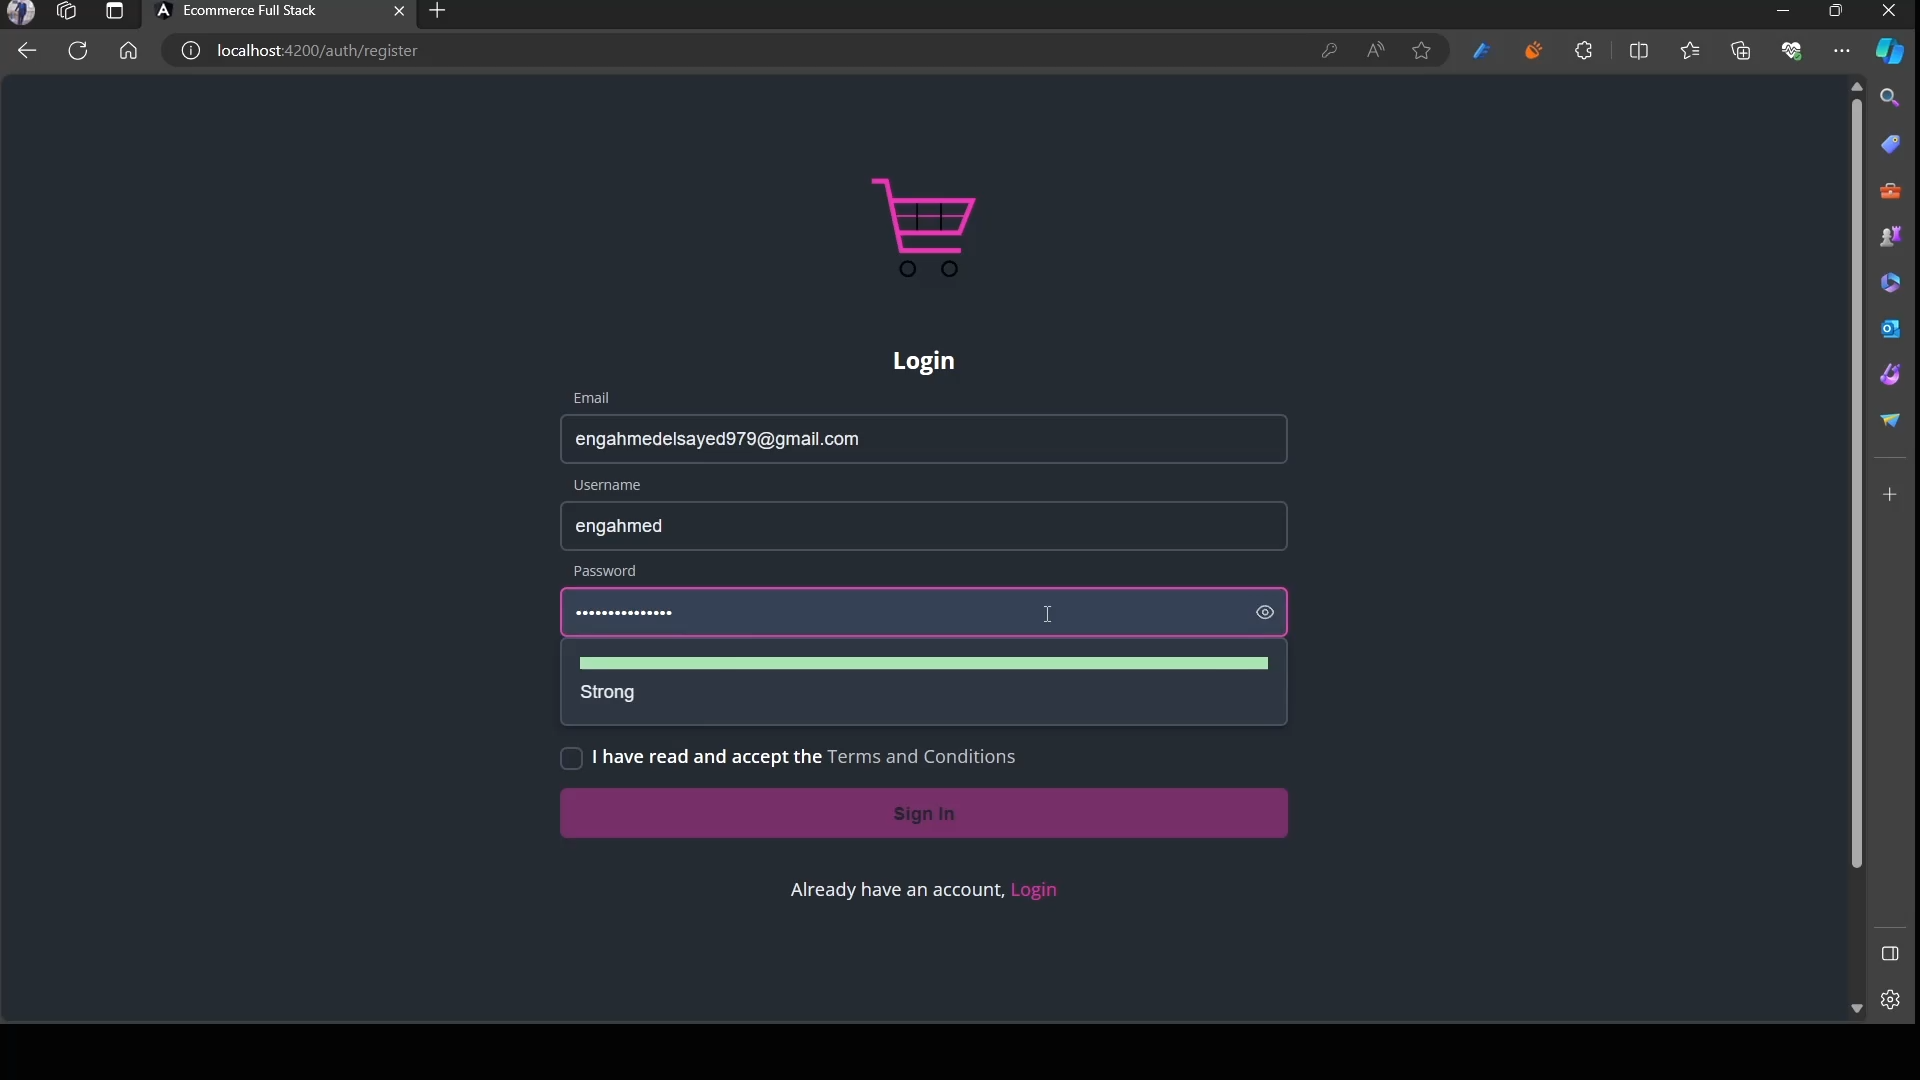 Ecommerce Full Stack
localhost:4200/auth/register
Login
Email
engahmedelsayed979@gmail.com
Username
engahmed
Password
•••••••••••••••
Strong
I have read and accept the Terms and Conditions
Sign In
Already have an account, Login